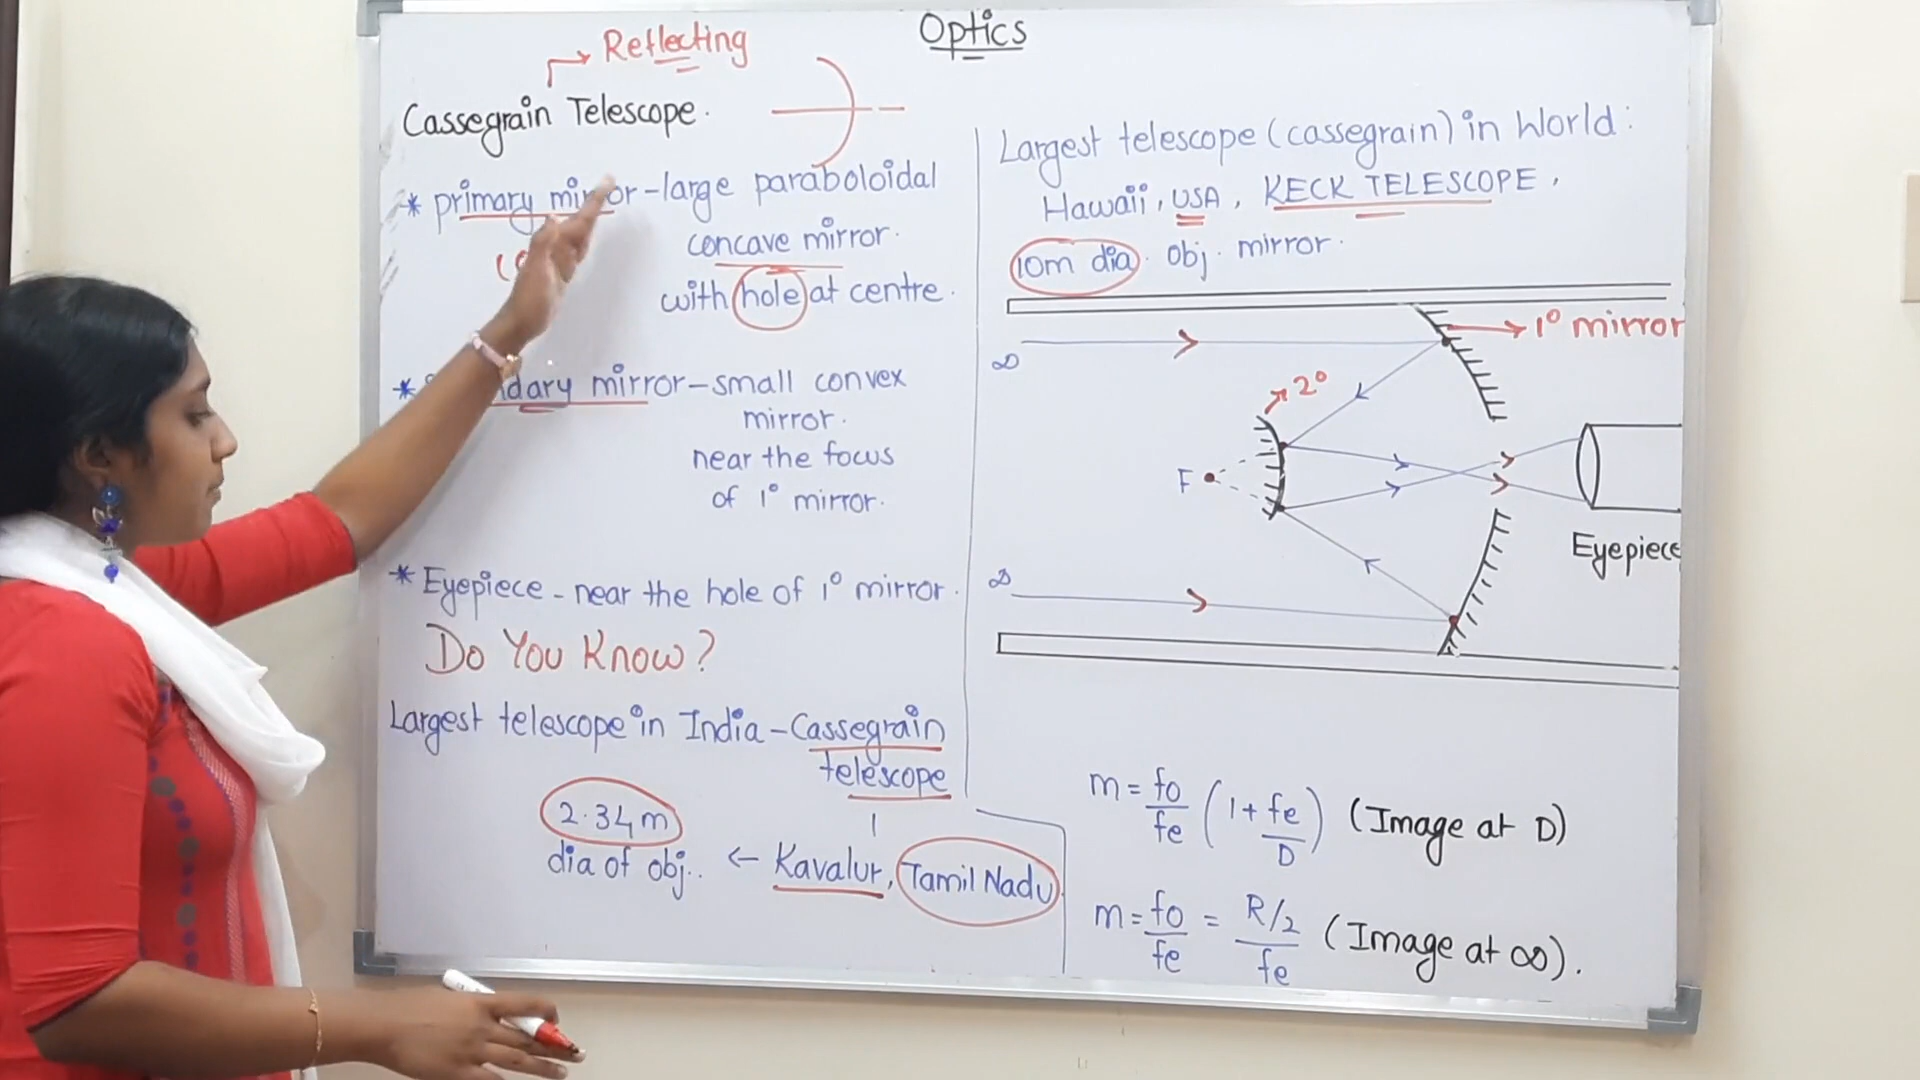 Optics
Reflecting
Cassegrain Telescope.
* primary mirror - large paraboloidal
concave mirror.
with hole at centre.
dary mirror - small convex
mirror.
near the focus
of 1° mirror.
* Eyepiece - near the hole of 1° mirror.
Do You Know?
Largest telescope in India - Cassegrain
telescope
2.34m
dia of obj.. ← Kavalur, Tamil Nadu
Largest telescope (cassegrain) in World:
Hawaii, USA, KECK TELESCOPE,
10m dia. obj. mirror.
1° mirror
∞
2°
F
Eyepiece
∞
m = fo/fe (1 + fe/D) (Image at D)
m = fo/fe = R/2/fe (Image at ∞).